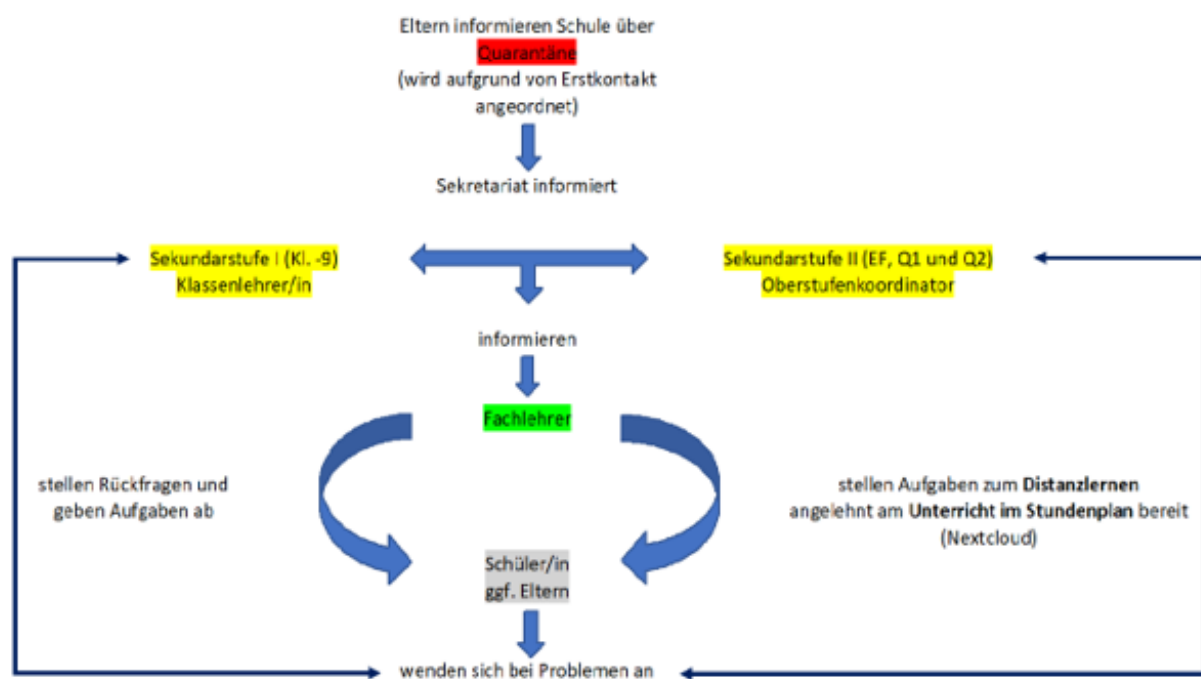 Eltern informieren Schule über
Quarantäne
(wird aufgrund von Erstkontakt
angeordnet)
Sekretariat informiert
Sekundarstufe I (Kl. -9)
Klassenlehrer/in
Sekundarstufe II (EF, Q1 und Q2)
Oberstufenkoordinator
informieren
Fachlehrer
stellen Rückfragen und
geben Aufgaben ab
stellen Aufgaben zum Distanzlernen
angelehnt am Unterricht im Stundenplan bereit
(Nextcloud)
Schüler/in
ggf. Eltern
wenden sich bei Problemen an